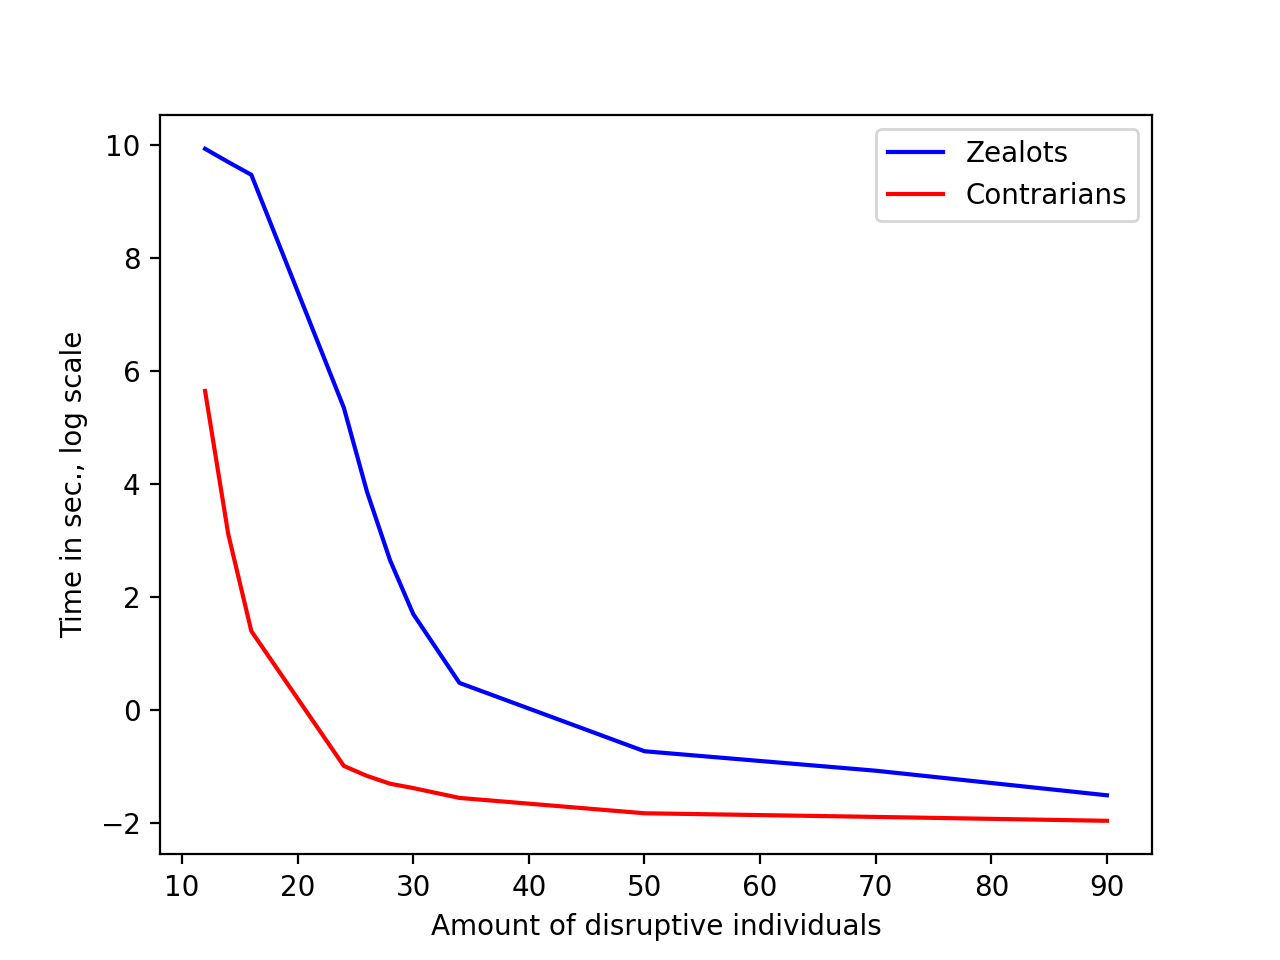 Zealots
Contrarians
10
8
6
4
2
0
−2
Time in sec., log scale
10 20 30 40 50 60 70 80 90
Amount of disruptive individuals